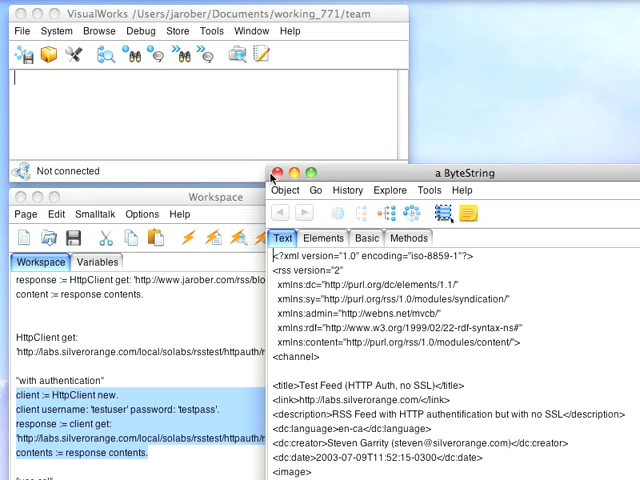 VisualWorks /Users/jarober/Documents/working_771/team
File System Browse Debug Store Tools Window Help
Not connected
Workspace
Page Edit Smalltalk Options Help
Workspace Variables
response := HttpClient get: 'http://www.jarober.com/blo
content := response contents.
HttpClient get:
'http://labs.silverorange.com/local/solabs/rsstest/httpauth/r
"with authentication"
client := HttpClient new.
client username: 'testuser' password: 'testpass'.
response := client get:
'http://labs.silverorange.com/local/solabs/rsstest/httpauth/r
contents := response contents.
a ByteString
Object Go History Explore Tools Help
Text Elements Basic Methods
<?xml version="1.0" encoding="iso-8859-1"?>
<rss version="2"
xmlns:dc="http://purl.org/dc/elements/1.1/"
xmlns:sy="http://purl.org/rss/1.0/modules/syndication/"
xmlns:admin="http://webns.net/mvcb/"
xmlns:rdf="http://www.w3.org/1999/02/22-rdf-syntax-ns#"
xmlns:content="http://purl.org/rss/1.0/modules/content/">
<channel>
<title>Test Feed (HTTP Auth, no SSL)</title>
<link>http://labs.silverorange.com/</link>
<description>RSS Feed with HTTP authentification but with no SSL</description>
<dc:language>en-ca</dc:language>
<dc:creator>Steven Garrity (steven@silverorange.com)</dc:creator>
<dc:date>2003-07-09T11:52:15-0300</dc:date>
<image>